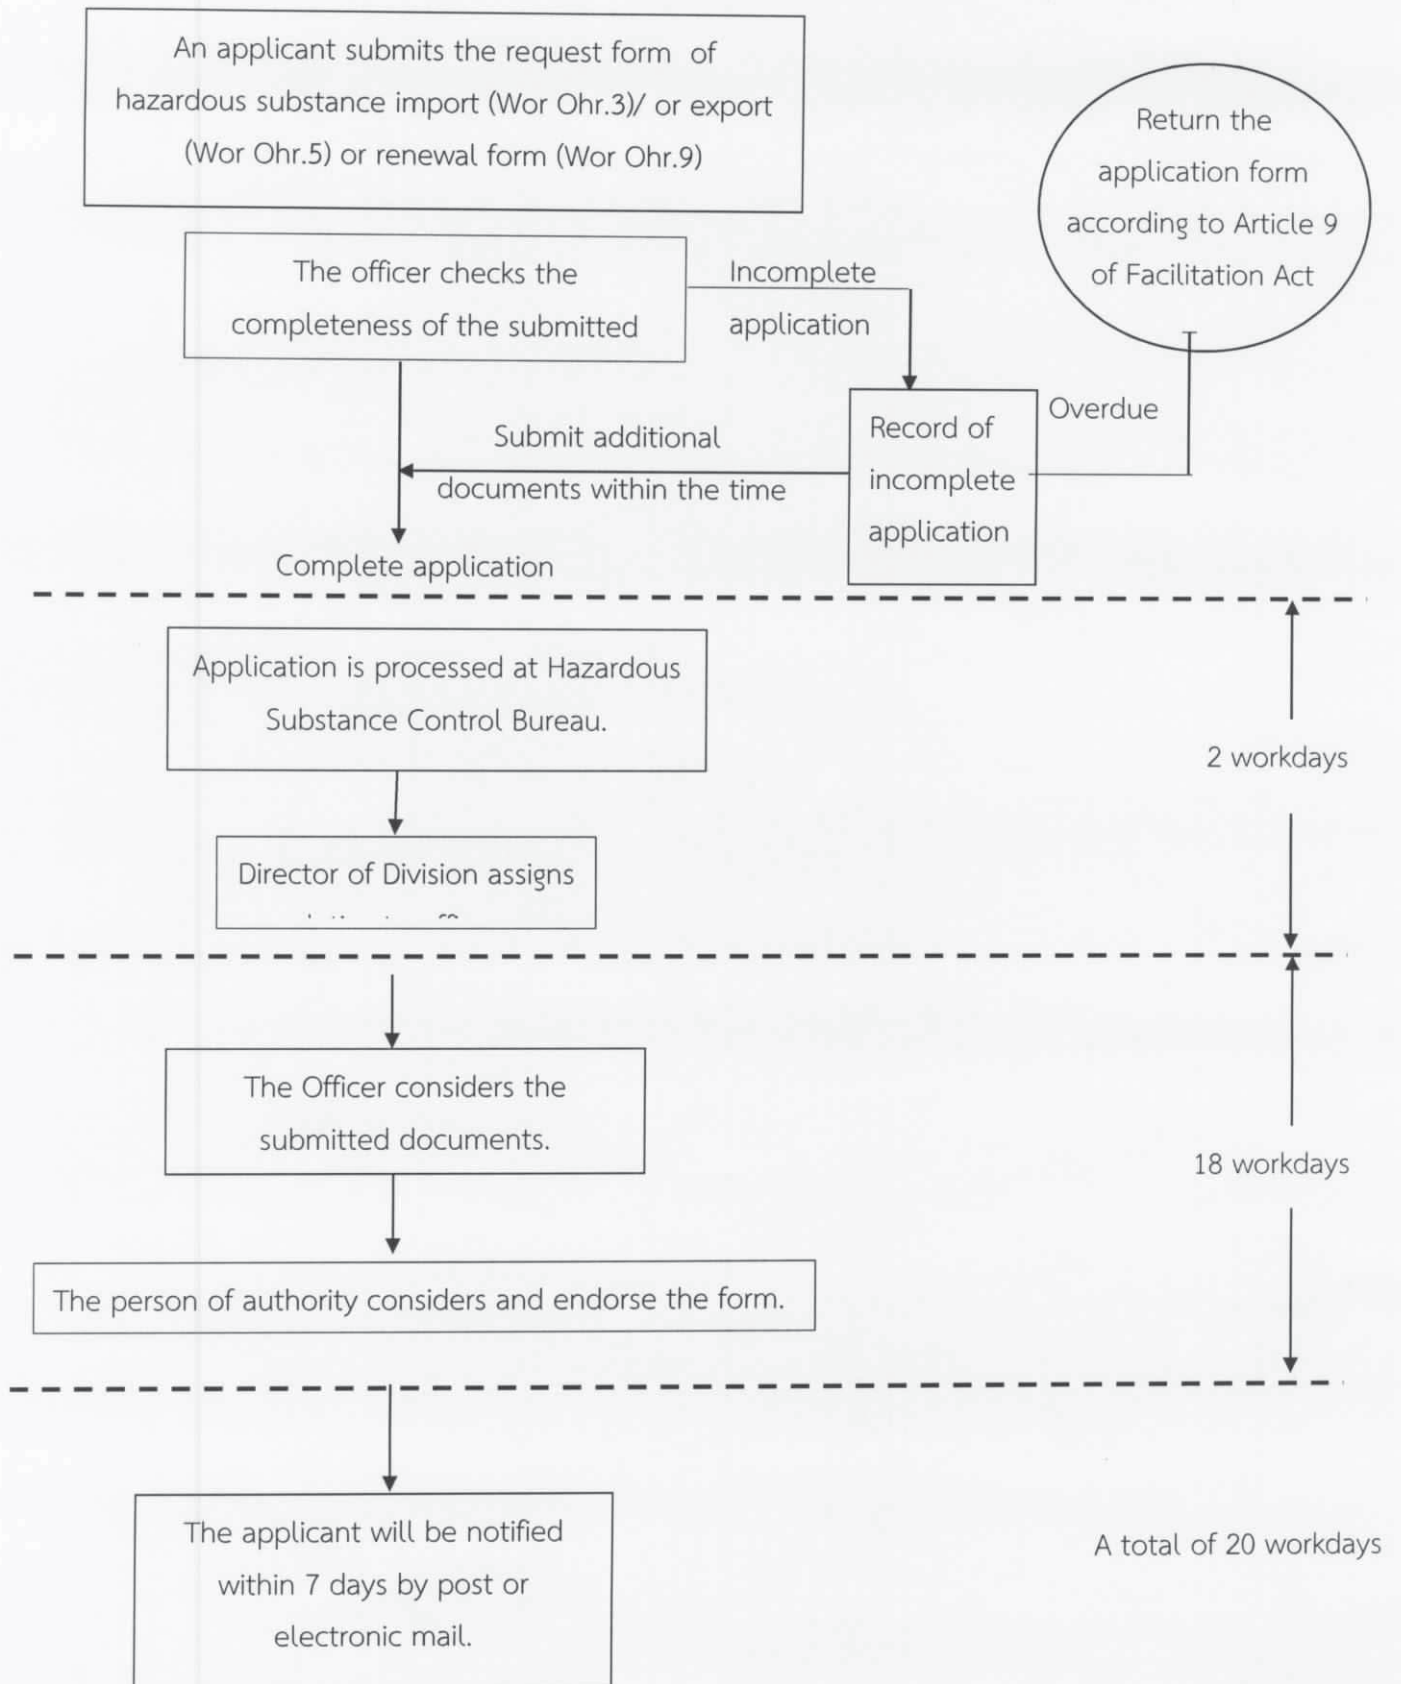 An applicant submits the request form of
hazardous substance import (Wor Ohr.3)/ or export
(Wor Ohr.5) or renewal form (Wor Ohr.9)
Return the
application form
according to Article 9
of Facilitation Act
The officer checks the
completeness of the submitted
Incomplete
application
Record of
incomplete
application
Overdue
Submit additional
documents within the time
Complete application
Application is processed at Hazardous
Substance Control Bureau.
2 workdays
Director of Division assigns
The Officer considers the
submitted documents.
18 workdays
The person of authority considers and endorse the form.
The applicant will be notified
within 7 days by post or
electronic mail.
A total of 20 workdays